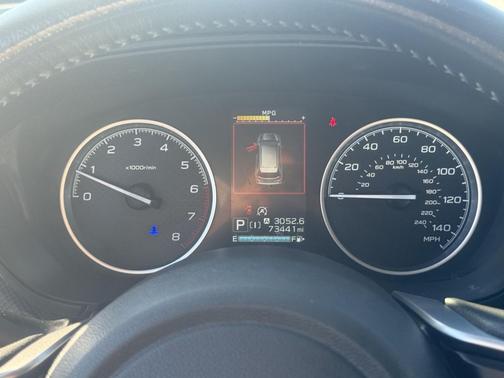 MPG
- +
x1000r/min
0 1 2 3 4 5 6 7 8
A 3052.6
P [ ( ) ] 73441 mi
E F
20 40 60 80 100 120 140
20 40 60 80 100 120 140 160 180 200 220 240
km/h
MPH